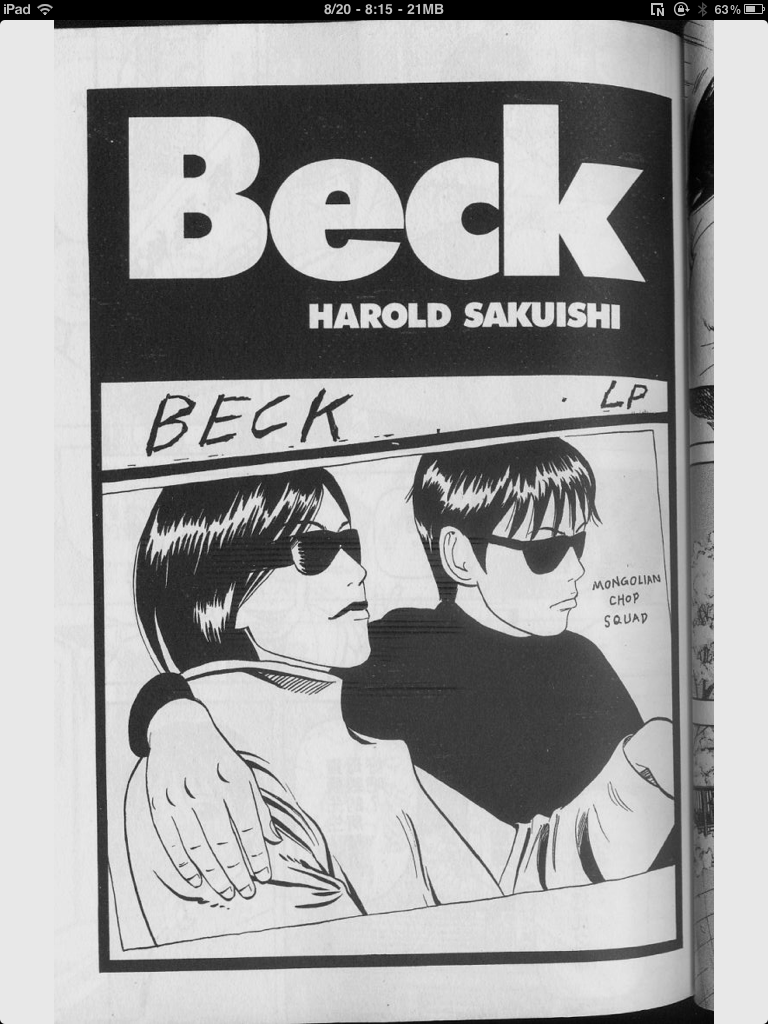 iPad 8/20 - 8:15 - 21MB 63%
Beck
HAROLD SAKUISHI
BECK . LP
MONGOLIAN
CHOP
SQUAD